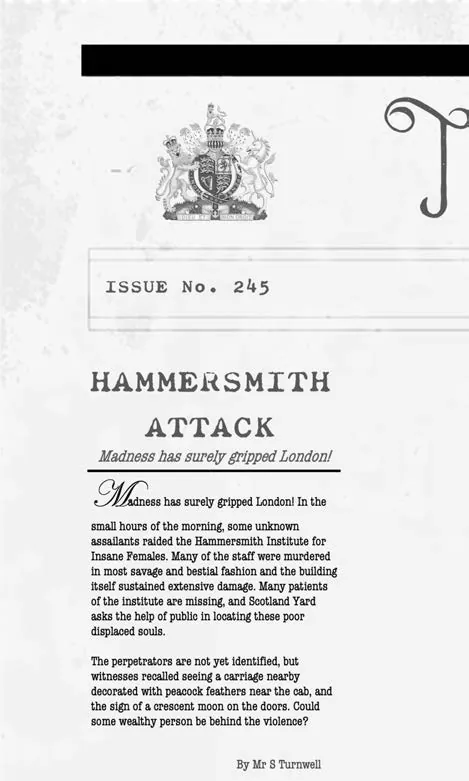 T
ISSUE No. 245
HAMMERSMITH
ATTACK
Madness has surely gripped London!
Madness has surely gripped London! In the
small hours of the morning, some unknown
assailants raided the Hammersmith Institute for
Insane Females. Many of the staff were murdered
in most savage and bestial fashion and the building
itself sustained extensive damage. Many patients
of the institute are missing, and Scotland Yard
asks the help of public in locating these poor
displaced souls.
The perpetrators are not yet identified, but
witnesses recalled seeing a carriage nearby
decorated with peacock feathers near the cab, and
the sign of a crescent moon on the doors. Could
some wealthy person be behind the violence?
By Mr S Turnwell